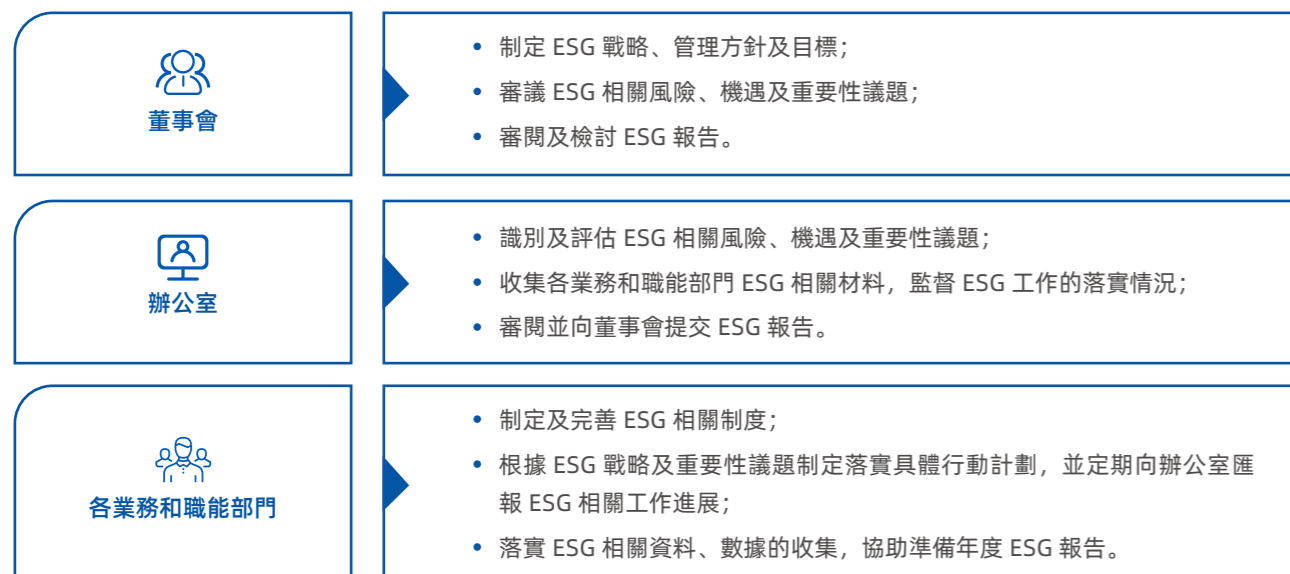 董事會
• 制定 ESG 戰略、管理方針及目標；
• 審議 ESG 相關風險、機遇及重要性議題；
• 審閱及檢討 ESG 報告。
辦公室
• 識別及評估 ESG 相關風險、機遇及重要性議題；
• 收集各業務和職能部門 ESG 相關材料，監督 ESG 工作的落實情況；
• 審閱並向董事會提交 ESG 報告。
各業務和職能部門
• 制定及完善 ESG 相關制度；
• 根據 ESG 戰略及重要性議題制定落實具體行動計劃，並定期向辦公室匯
報 ESG 相關工作進展；
• 落實 ESG 相關資料、數據的收集，協助準備年度 ESG 報告。